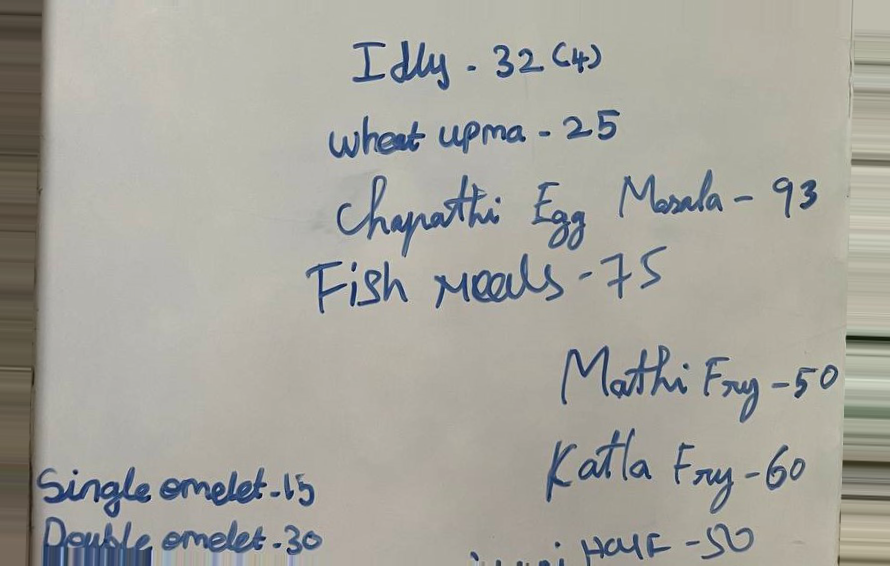 Idly - 32 (4)
Wheat upma - 25
Chapathi Egg Masala - 93
Fish meals - 75
Mathi Fry - 50
Katla Fry - 60
Single omelet - 15
Double omelet - 30
Half - 50